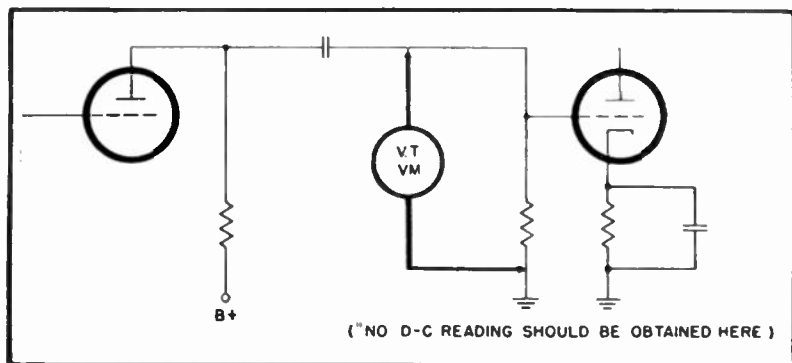 V.T
VM
B+
("NO D-C READING SHOULD BE OBTAINED HERE)